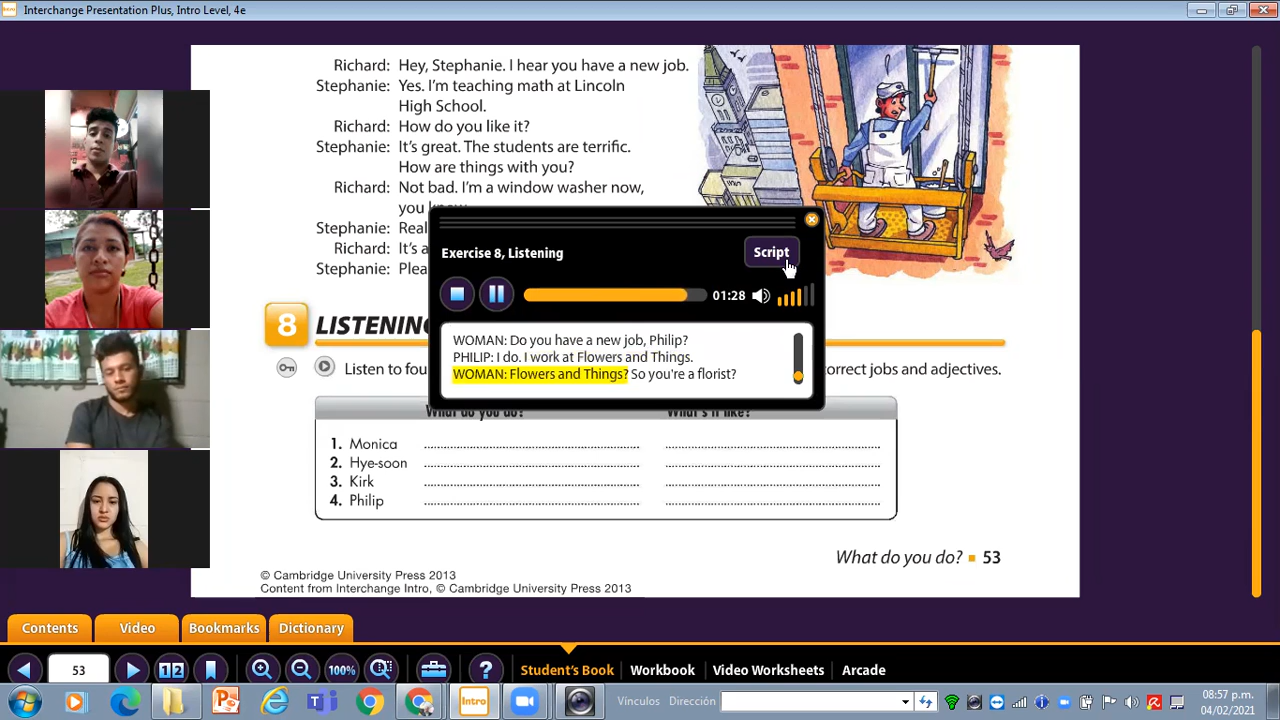 Interchange Presentation Plus, Intro Level, 4e
Richard: Hey, Stephanie. I hear you have a new job.
Stephanie: Yes. I'm teaching math at Lincoln
High School.
Richard: How do you like it?
Stephanie: It's great. The students are terrific.
How are things with you?
Richard: Not bad. I'm a window washer now,
you know.
Stephanie: Real
Richard: It's a
Stephanie: Plea
Exercise 8, Listening
Script
01:28
WOMAN: Do you have a new job, Philip?
PHILIP: I do. I work at Flowers and Things.
WOMAN: Flowers and Things? So you're a florist?
8 LISTENING
Listen to fou
orrect jobs and adjectives.
What do you do? What's it like?
1. Monica
2. Hye-soon
3. Kirk
4. Philip
What do you do? 53
© Cambridge University Press 2013
Content from Interchange Intro, © Cambridge University Press 2013
Contents Video Bookmarks Dictionary
53 12 100% ? Student's Book Workbook Video Worksheets Arcade
Intro Vínculos Dirección 08:57 p.m.
04/02/2021